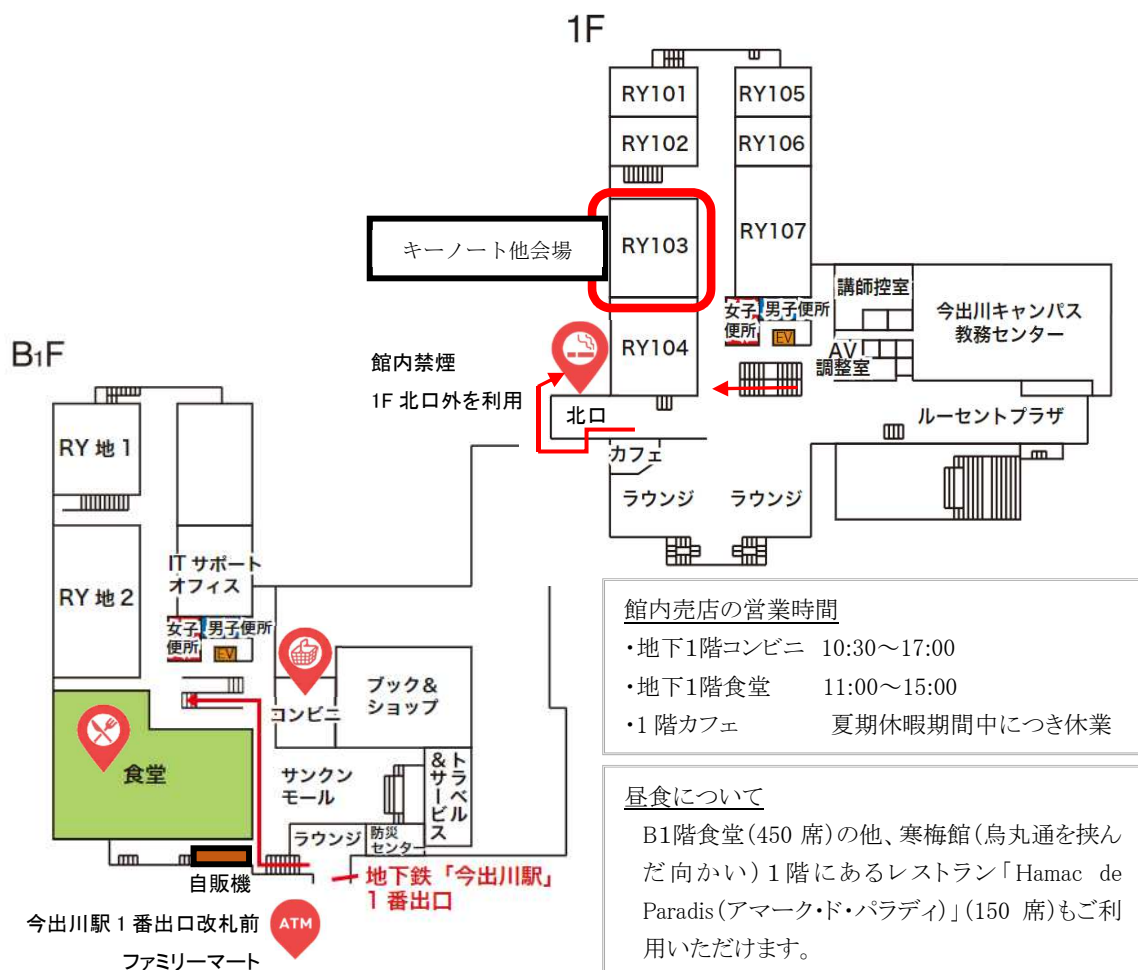 1F
RY101
RY105
RY102
RY106
RY103
RY107
キーノート他会場
女子便所
男子便所
EV
講師控室
今出川キャンパス
教務センター
AV
調整室
RY104
館内禁煙
1F 北口外を利用
北口
ルーセントプラザ
カフェ
ラウンジ
ラウンジ
B1F
RY 地 1
IT サポート
オフィス
RY 地 2
女子便所
男子便所
EV
コンビニ
ブック&
ショップ
食堂
サンクン
モール
トラベル
&サービス
ラウンジ
防災
センター
自販機
地下鉄「今出川駅」
1 番出口
今出川駅 1 番出口改札前
ファミリーマート
ATM
館内売店の営業時間
・地下1階コンビニ 10:30～17:00
・地下1階食堂 11:00～15:00
・1 階カフェ 夏期休暇期間中につき休業
昼食について
B1階食堂(450 席)の他、寒梅館(烏丸通を挟ん
だ向かい)1階にあるレストラン「Hamac de
Paradis(アマーク・ド・パラディ)」(150 席)もご利
用いただけます。